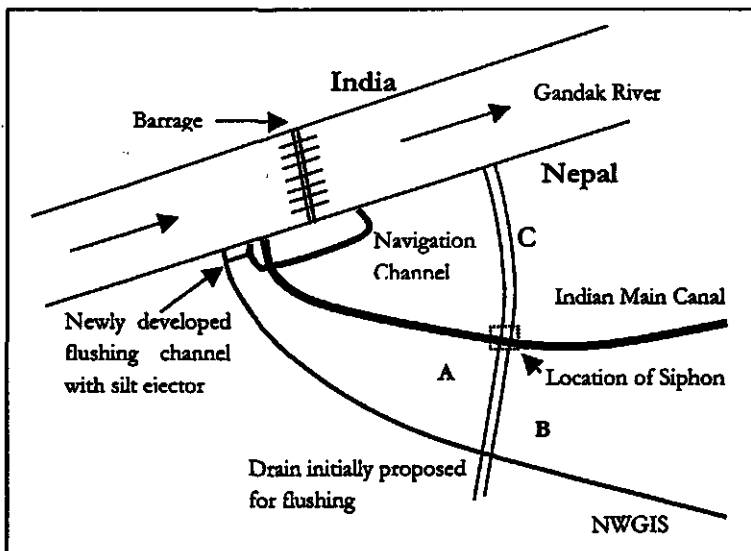 India
Gandak River
Barrage
Nepal
C
Navigation
Channel
Indian Main Canal
Newly developed
flushing channel
with silt ejector
A
Location of Siphon
B
Drain initially proposed
for flushing
NWGIS